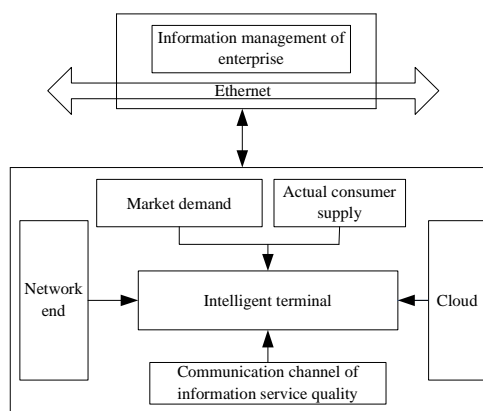 Information management of
enterprise
Ethernet
Market demand
Actual consumer
supply
Network
end
Intelligent terminal
Cloud
Communication channel of
information service quality